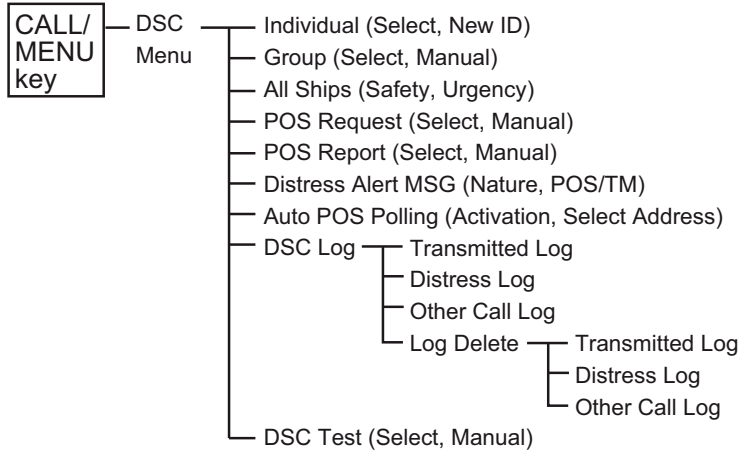 CALL/
MENU
key
DSC
Menu
Individual (Select, New ID)
Group (Select, Manual)
All Ships (Safety, Urgency)
POS Request (Select, Manual)
POS Report (Select, Manual)
Distress Alert MSG (Nature, POS/TM)
Auto POS Polling (Activation, Select Address)
DSC Log
Transmitted Log
Distress Log
Other Call Log
Log Delete
Transmitted Log
Distress Log
Other Call Log
DSC Test (Select, Manual)